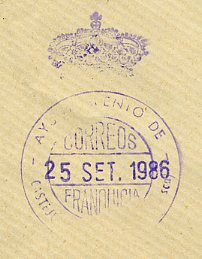 AYUNTAMIENTO DE
CORREOS
25 SET. 1986
FRANQUICIA